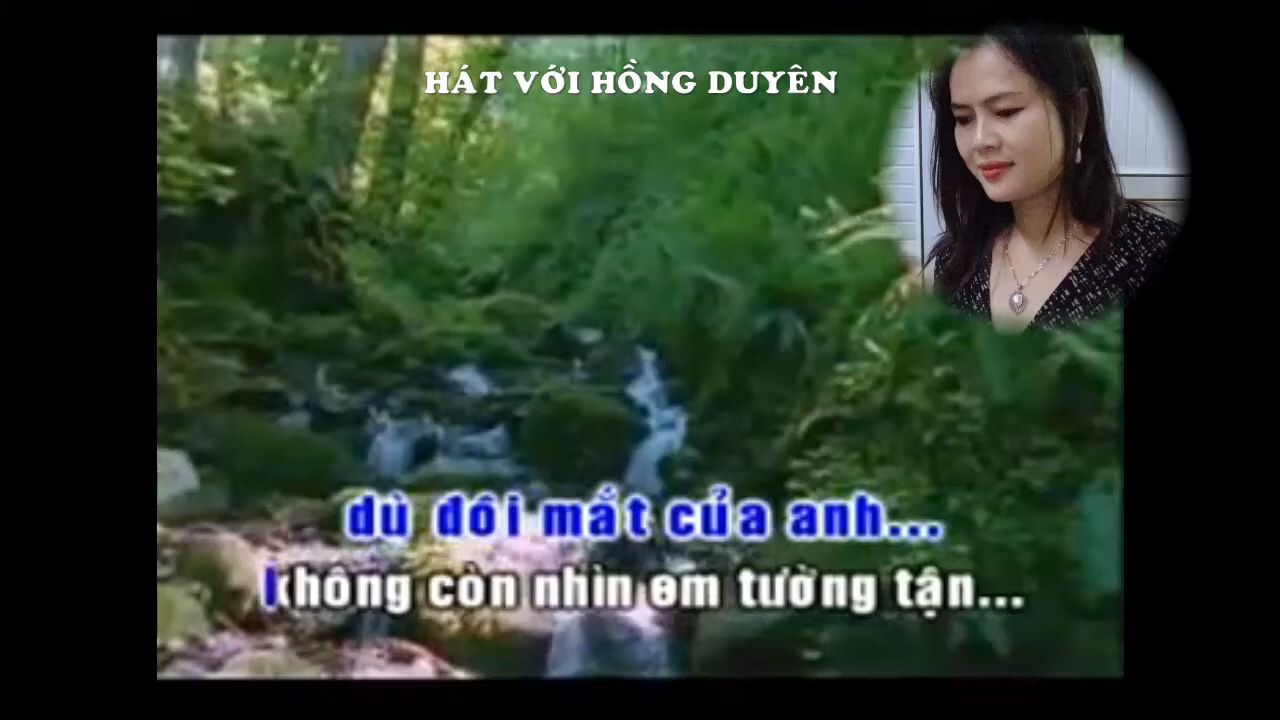 HÁT VỚI HỒNG DUYÊN
dù đôi mắt của anh...
không còn nhìn em tường tận...